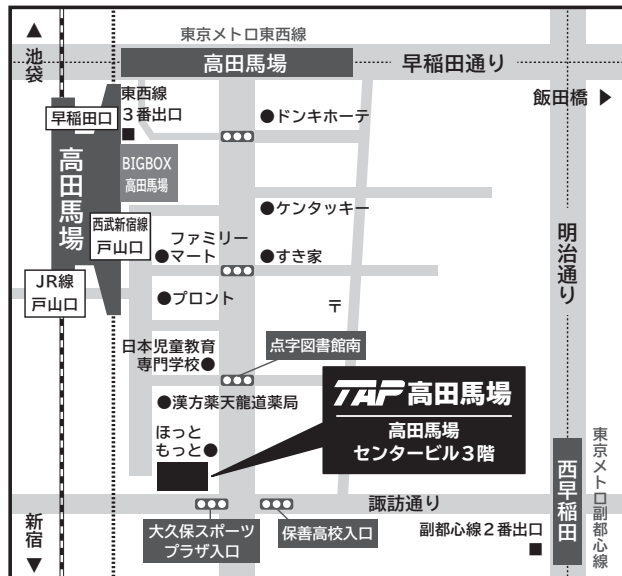 東京メトロ東西線
▲
池袋
高田馬場
早稲田通り
飯田橋 ▶
東西線
3番出口
■
早稲田口
●ドンキホーテ
高田馬場
BIGBOX
高田馬場
●ケンタッキー
西武新宿線
戸山口
ファミリー
●マート
●すき家
明治通り
JR線
戸山口
●プロント
〒
日本児童教育
専門学校●
点字図書館南
TAP 高田馬場
高田馬場
センタービル3階
●漢方薬天龍道薬局
ほっと
もっと●
諏訪通り
西早稲田
東京メトロ副都心線
大久保スポーツ
プラザ入口
保善高校入口
副都心線2番出口
■
新宿
▼